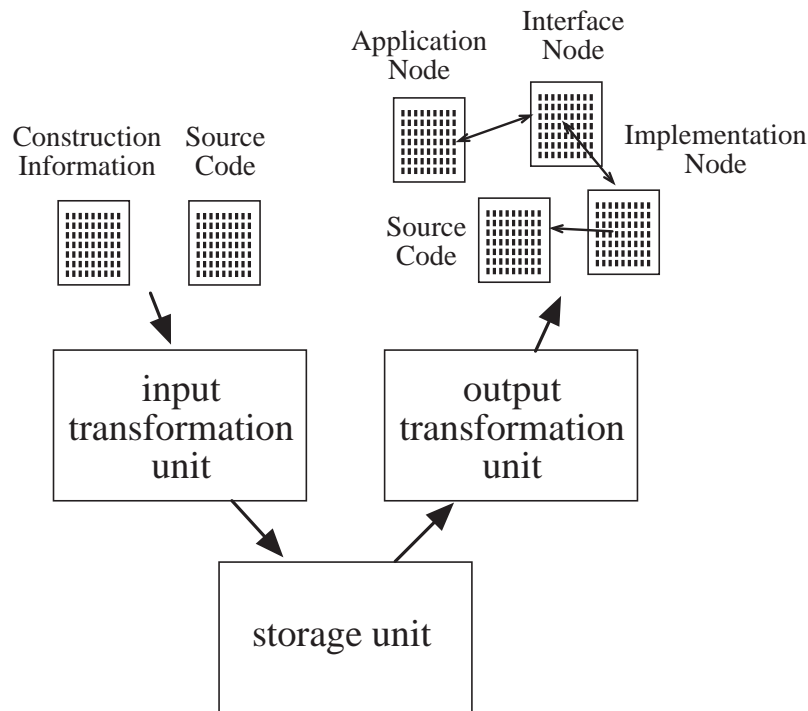 Application
Node
Interface
Node
Construction
Information
Source
Code
Implementation
Node
Source
Code
input
transformation
unit
output
transformation
unit
storage unit